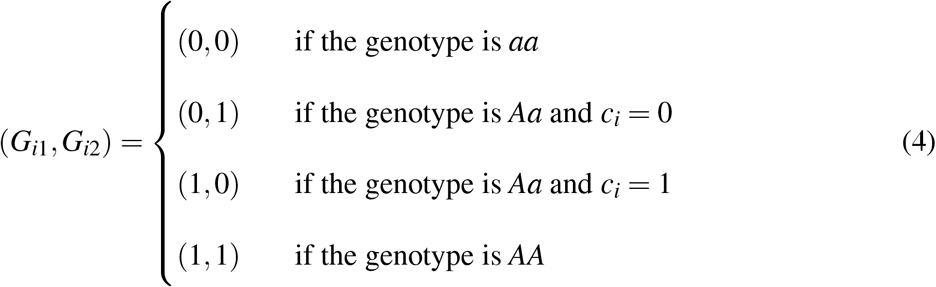 (0,0) if the genotype is aa
(0,1) if the genotype is Aa and c_i = 0
(G_{i1}, G_{i2}) = { (4)
(1,0) if the genotype is Aa and c_i = 1
(1,1) if the genotype is AA